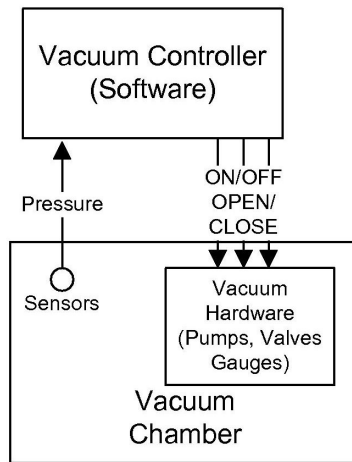 Vacuum Controller
(Software)
ON/OFF
OPEN/
CLOSE
Pressure
Sensors
Vacuum
Hardware
(Pumps, Valves
Gauges)
Vacuum
Chamber